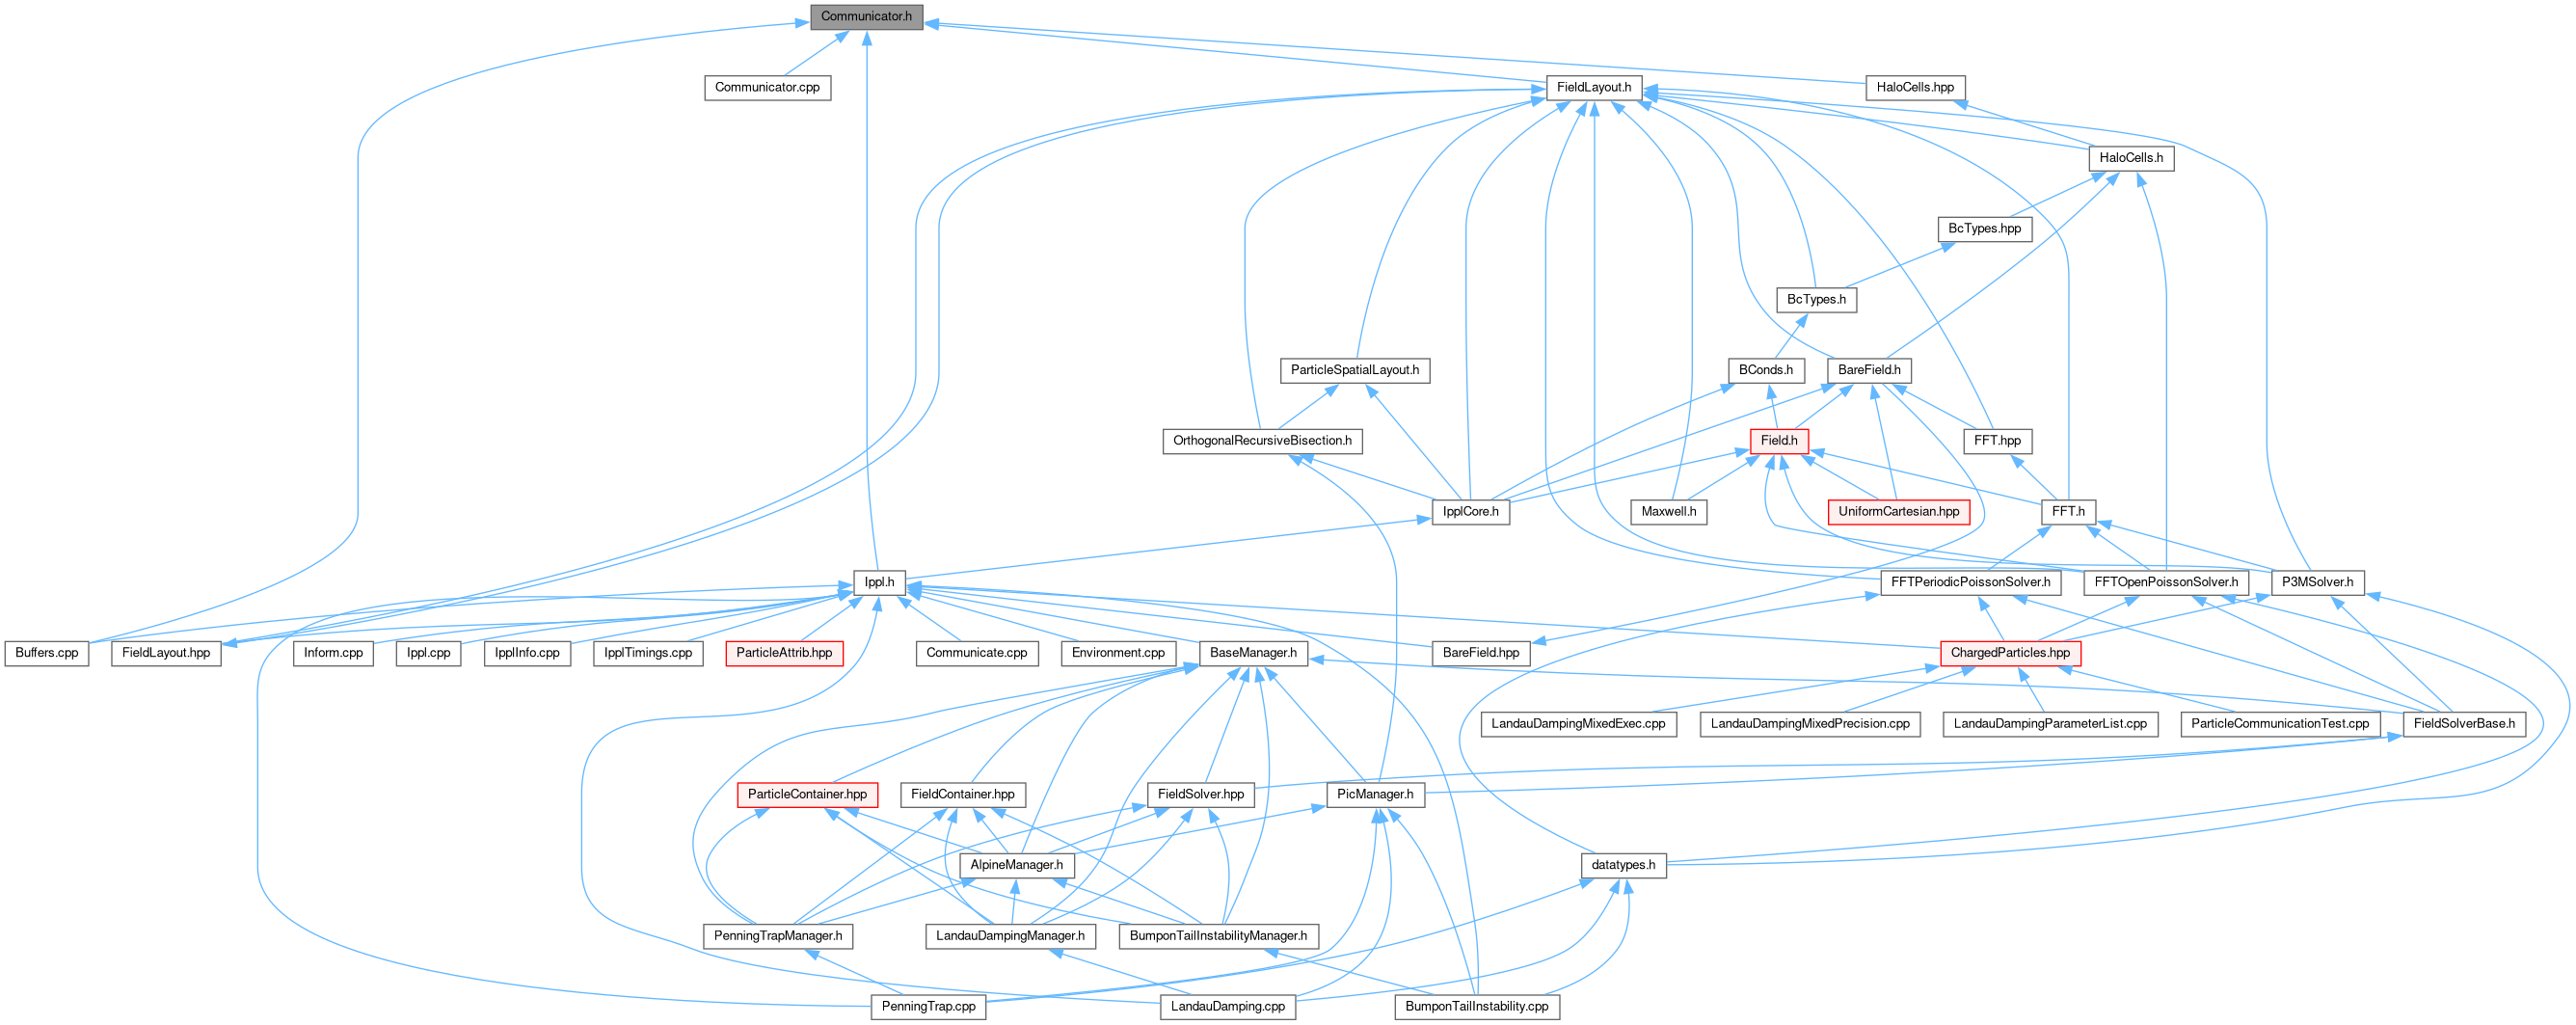 Communicator.h
Communicator.cpp
FieldLayout.h
HaloCells.hpp
HaloCells.h
BcTypes.hpp
BcTypes.h
ParticleSpatialLayout.h
BConds.h
BareField.h
OrthogonalRecursiveBisection.h
Field.h
FFT.hpp
IpplCore.h
Maxwell.h
UniformCartesian.hpp
FFT.h
Ippl.h
FFTPeriodicPoissonSolver.h
FFTOpenPoissonSolver.h
P3MSolver.h
Buffers.cpp
FieldLayout.hpp
Inform.cpp
Ippl.cpp
IpplInfo.cpp
IpplTimings.cpp
ParticleAttrib.hpp
Communicate.cpp
Environment.cpp
BaseManager.h
BareField.hpp
ChargedParticles.hpp
LandauDampingMixedExec.cpp
LandauDampingMixedPrecision.cpp
LandauDampingParameterList.cpp
ParticleCommunicationTest.cpp
FieldSolverBase.h
ParticleContainer.hpp
FieldContainer.hpp
FieldSolver.hpp
PicManager.h
AlpineManager.h
datatypes.h
PenningTrapManager.h
LandauDampingManager.h
BumponTailInstabilityManager.h
PenningTrap.cpp
LandauDamping.cpp
BumponTailInstability.cpp